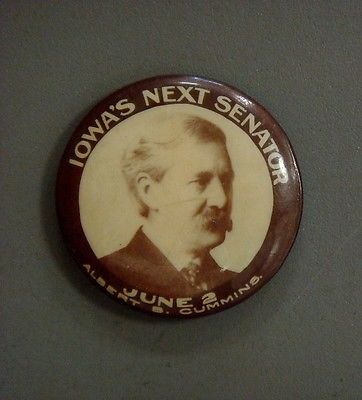 IOWA'S NEXT SENATOR
JUNE 2
ALBERT B. CUMMINS.